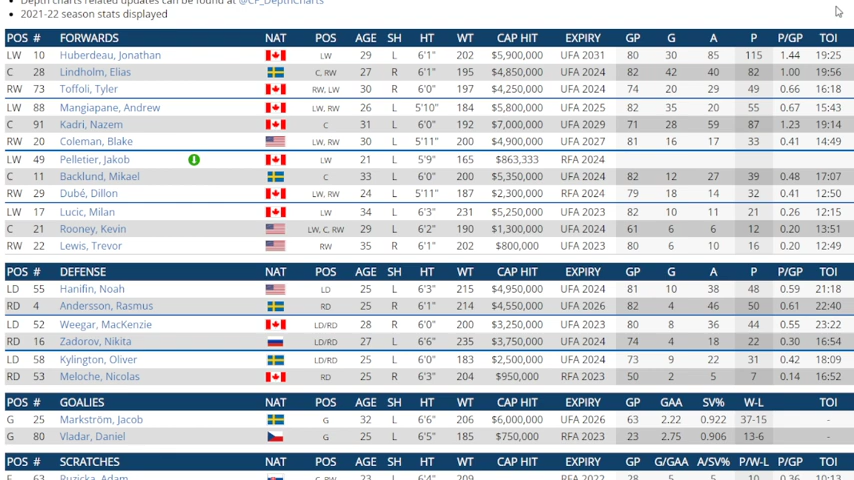 Depth charts related updates can be found at @CF_DepthCharts
2021-22 season stats displayed
POS # FORWARDS NAT POS AGE SH HT WT CAP HIT EXPIRY GP G A P P/GP TOI
LW 10 Huberdeau, Jonathan LW 29 L 6'1" 202 $5,900,000 UFA 2031 80 30 85 115 1.44 19:25
C 28 Lindholm, Elias C, RW 27 R 6'1" 195 $4,850,000 UFA 2024 82 42 40 82 1.00 19:56
RW 73 Toffoli, Tyler RW, LW 30 R 6'0" 197 $4,250,000 UFA 2024 74 20 29 49 0.66 16:18
LW 88 Mangiapane, Andrew LW, RW 26 L 5'10" 184 $5,800,000 UFA 2025 82 35 20 55 0.67 15:43
C 91 Kadri, Nazem C 31 L 6'0" 192 $7,000,000 UFA 2029 71 28 59 87 1.23 19:14
RW 20 Coleman, Blake LW, RW 30 L 5'11" 200 $4,900,000 UFA 2027 81 16 17 33 0.41 14:49
LW 49 Pelletier, Jakob LW 21 L 5'9" 165 $863,333 RFA 2024
C 11 Backlund, Mikael C 33 L 6'0" 200 $5,350,000 UFA 2024 82 12 27 39 0.48 17:07
RW 29 Dubé, Dillon LW, RW 24 L 5'11" 187 $2,300,000 RFA 2024 79 18 14 32 0.41 12:50
LW 17 Lucic, Milan LW 34 L 6'3" 231 $5,250,000 UFA 2023 82 10 11 21 0.26 12:15
C 21 Rooney, Kevin LW, C, RW 29 L 6'2" 190 $1,300,000 UFA 2024 61 6 6 12 0.20 13:51
RW 22 Lewis, Trevor RW 35 R 6'1" 202 $800,000 UFA 2023 80 6 10 16 0.20 12:49
POS # DEFENSE NAT POS AGE SH HT WT CAP HIT EXPIRY GP G A P P/GP TOI
LD 55 Hanifin, Noah LD 25 L 6'3" 215 $4,950,000 UFA 2024 81 10 38 48 0.59 21:18
RD 4 Andersson, Rasmus RD 25 R 6'1" 214 $4,550,000 UFA 2026 82 4 46 50 0.61 22:40
LD 52 Weegar, MacKenzie LD/RD 28 R 6'0" 200 $3,250,000 UFA 2023 80 8 36 44 0.55 23:22
RD 16 Zadorov, Nikita LD/RD 27 L 6'6" 235 $3,750,000 UFA 2024 74 4 18 22 0.30 16:54
LD 58 Kylington, Oliver LD/RD 25 L 6'0" 183 $2,500,000 UFA 2024 73 9 22 31 0.42 18:09
RD 53 Meloche, Nicolas RD 25 R 6'3" 204 $950,000 RFA 2023 50 2 5 7 0.14 16:52
POS # GOALIES NAT POS AGE SH HT WT CAP HIT EXPIRY GP GAA SV% W-L TOI
G 25 Markström, Jacob G 32 L 6'6" 206 $6,000,000 UFA 2026 63 2.22 0.922 37-15 -
G 80 Vladar, Daniel G 25 L 6'5" 185 $750,000 RFA 2023 23 2.75 0.906 13-6 -
POS # SCRATCHES NAT POS AGE SH HT WT CAP HIT EXPIRY GP G/GAA A/SV% P/W-L P/GP TOI
F 63 Ruzicka, Adam 23 L 6'4" 209 RFA 2022 28 5 5 10 0.36 10:13